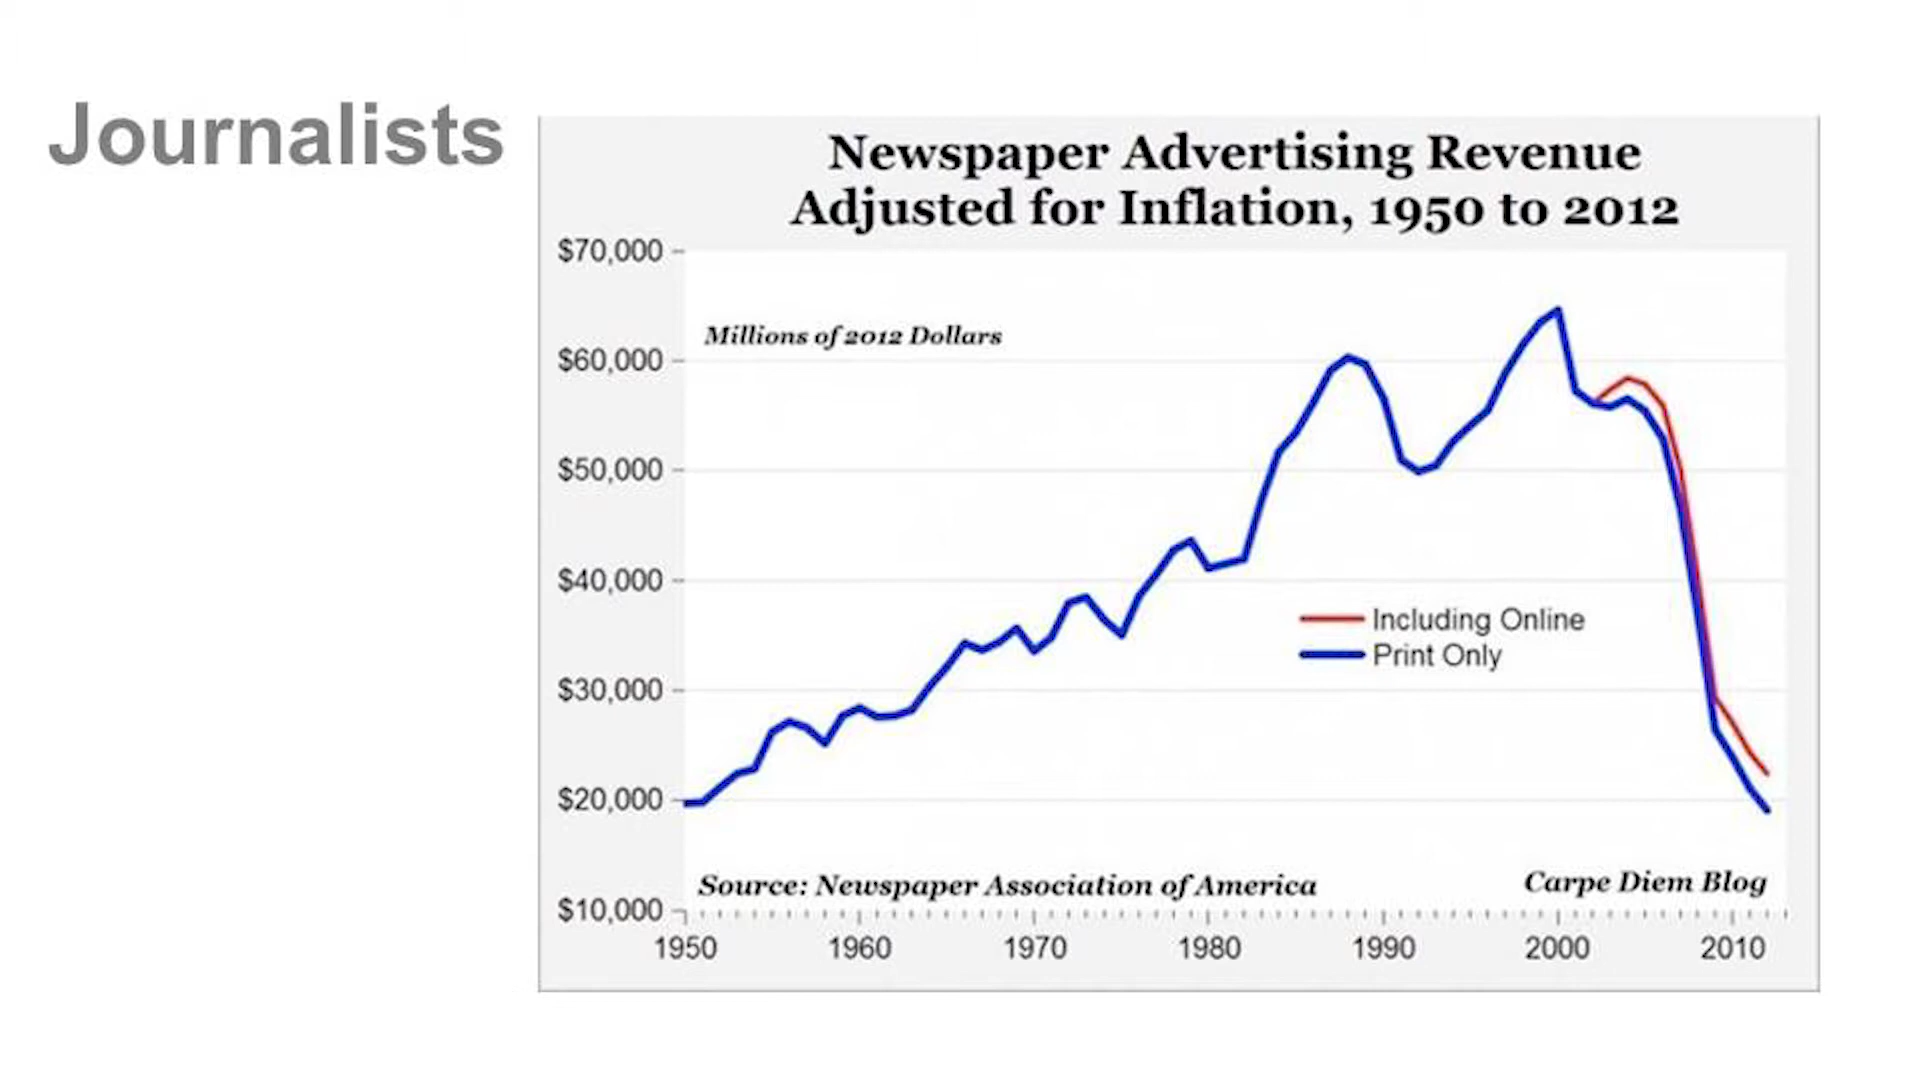 Journalists
Newspaper Advertising Revenue
Adjusted for Inflation, 1950 to 2012
$70,000
Millions of 2012 Dollars
$60,000
$50,000
$40,000
Including Online
Print Only
$30,000
$20,000
Source: Newspaper Association of America
Carpe Diem Blog
$10,000
1950 1960 1970 1980 1990 2000 2010